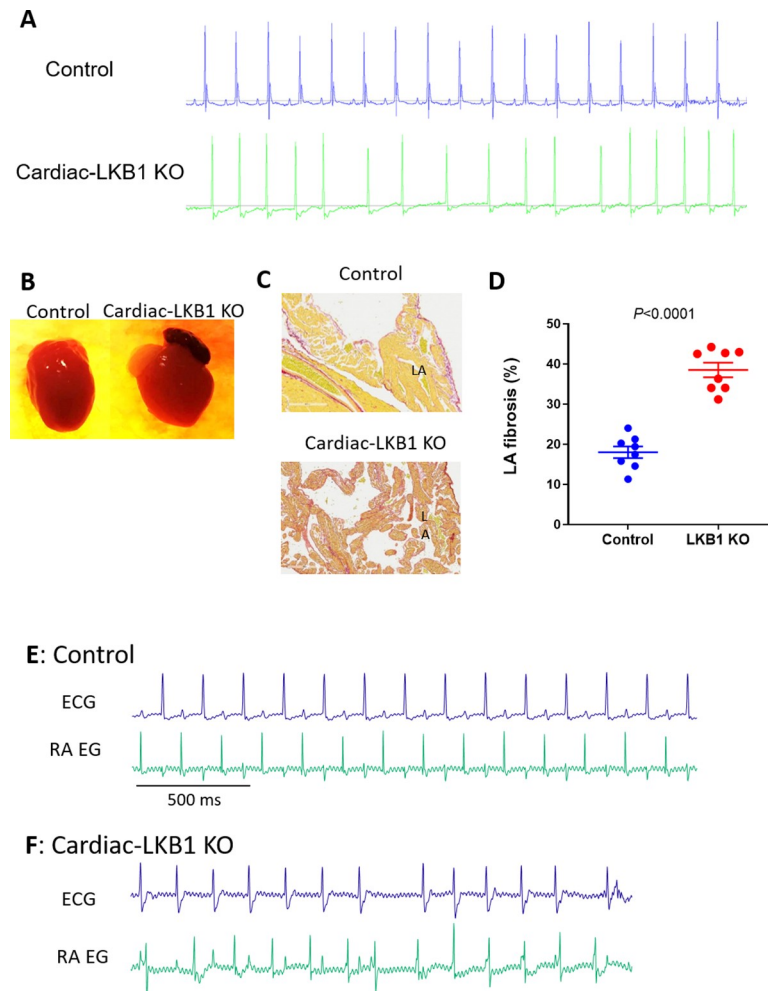 A
Control
Cardiac-LKB1 KO
B
Control
Cardiac-LKB1 KO
C
Control
LA
Cardiac-LKB1 KO
L
A
D
P<0.0001
LA fibrosis (%)
50
40
30
20
10
0
Control
LKB1 KO
E: Control
ECG
RA EG
500 ms
F: Cardiac-LKB1 KO
ECG
RA EG